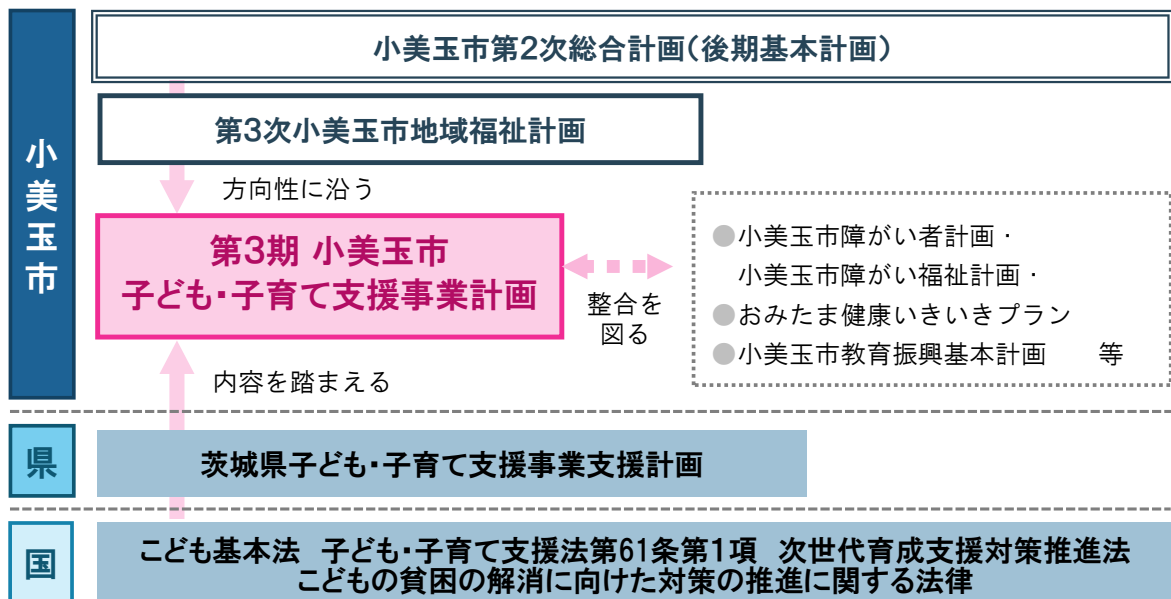 小美玉市
小美玉市第2次総合計画(後期基本計画)
第3次小美玉市地域福祉計画
方向性に沿う
第3期 小美玉市
子ども・子育て支援事業計画
整合を
図る
●小美玉市障がい者計画・
小美玉市障がい福祉計画・
●おみたま健康いきいきプラン
●小美玉市教育振興基本計画 等
内容を踏まえる
県
茨城県子ども・子育て支援事業支援計画
国
こども基本法 子ども・子育て支援法第61条第1項 次世代育成支援対策推進法
こどもの貧困の解消に向けた対策の推進に関する法律